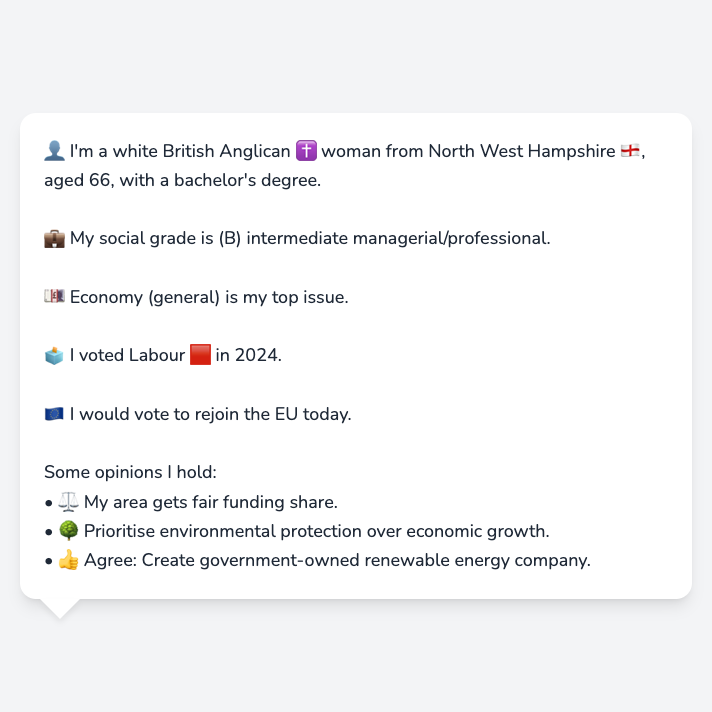 👤 I'm a white British Anglican ✝️ woman from North West Hampshire 🏴󠁧󠁢󠁥󠁮󠁧󠁿,
aged 66, with a bachelor's degree.
💼 My social grade is (B) intermediate managerial/professional.
💷 Economy (general) is my top issue.
🗳️ I voted Labour 🟥 in 2024.
🇪🇺 I would vote to rejoin the EU today.
Some opinions I hold:
• ⚖️ My area gets fair funding share.
• 🌳 Prioritise environmental protection over economic growth.
• 👍 Agree: Create government-owned renewable energy company.